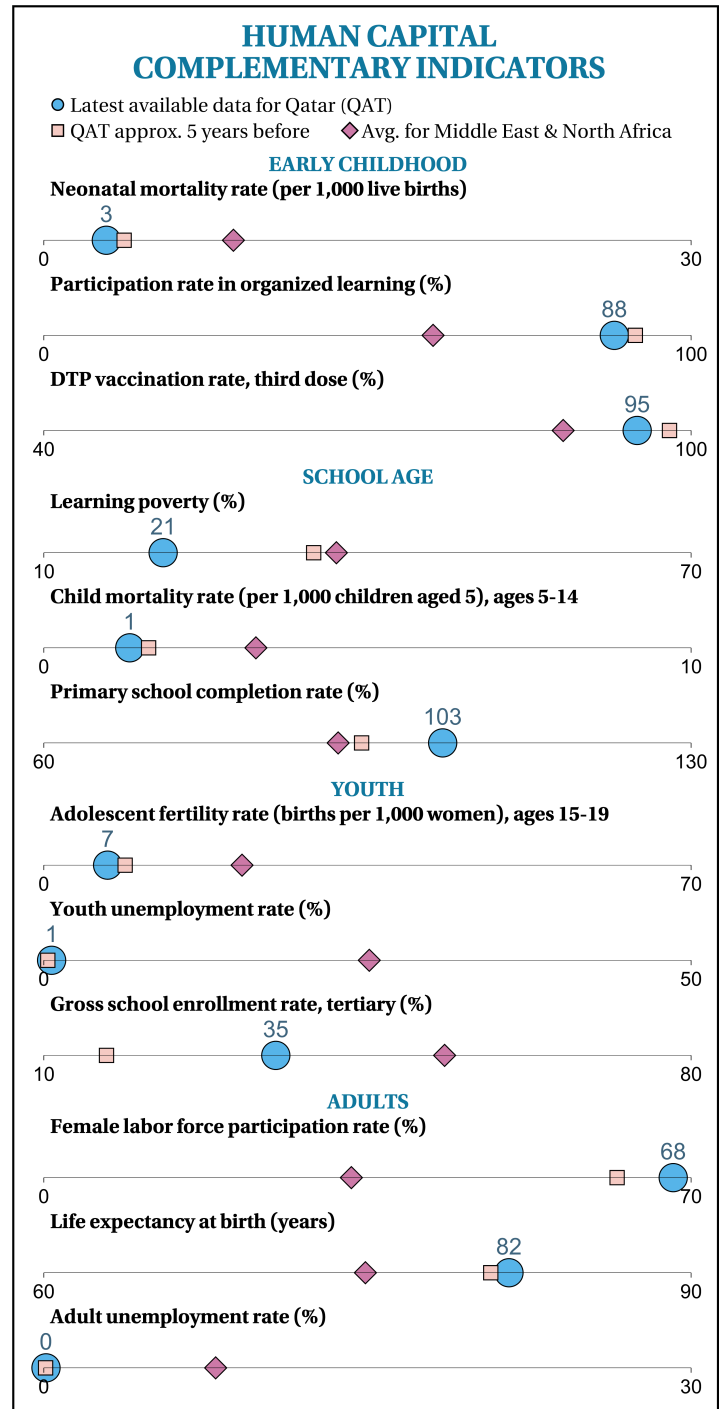 HUMAN CAPITAL
COMPLEMENTARY INDICATORS
Latest available data for Qatar (QAT)
QAT approx. 5 years before Avg. for Middle East & North Africa
EARLY CHILDHOOD
Neonatal mortality rate (per 1,000 live births)
3
0 30
Participation rate in organized learning (%)
88
0 100
DTP vaccination rate, third dose (%)
95
40 100
SCHOOL AGE
Learning poverty (%)
21
10 70
Child mortality rate (per 1,000 children aged 5), ages 5-14
1
0 10
Primary school completion rate (%)
103
60 130
YOUTH
Adolescent fertility rate (births per 1,000 women), ages 15-19
7
0 70
Youth unemployment rate (%)
1
0 50
Gross school enrollment rate, tertiary (%)
35
10 80
ADULTS
Female labor force participation rate (%)
68
0 70
Life expectancy at birth (years)
82
60 90
Adult unemployment rate (%)
0
0 30